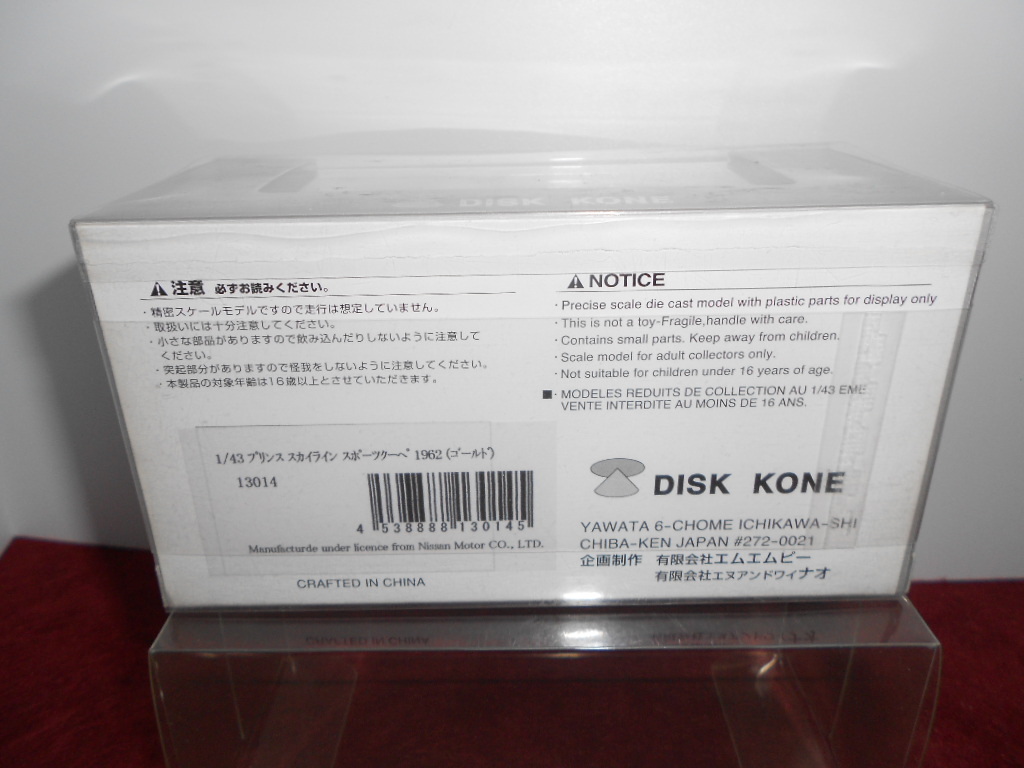 DISK KONE
注意 必ずお読みください。
・精密スケールモデルですので走行は想定していません。
・取扱いには十分注意してください。
・小さな部品がありますので飲み込んだりしないように注意して
ください。
・突起部分がありますので怪我をしないように注意してください。
・本製品の対象年齢は16歳以上とさせていただきます。
NOTICE
・Precise scale die cast model with plastic parts for display only
・This is not a toy-Fragile,handle with care.
・Contains small parts. Keep away from children.
・Scale model for adult collectors only.
・Not suitable for children under 16 years of age.
■・MODELES REDUITS DE COLLECTION AU 1/43 EME
VENTE INTERDITE AU MOINS DE 16 ANS.
1/43 プリンス スカイライン スポーツクーペ 1962 (ゴールド)
13014
4 538888 130145
Manufacturde under licence from Nissan Motor CO., LTD.
CRAFTED IN CHINA
DISK KONE
YAWATA 6-CHOME ICHIKAWA-SHI
CHIBA-KEN JAPAN #272-0021
企画制作 有限会社エムエムピー
有限会社エヌアンドワイナオ